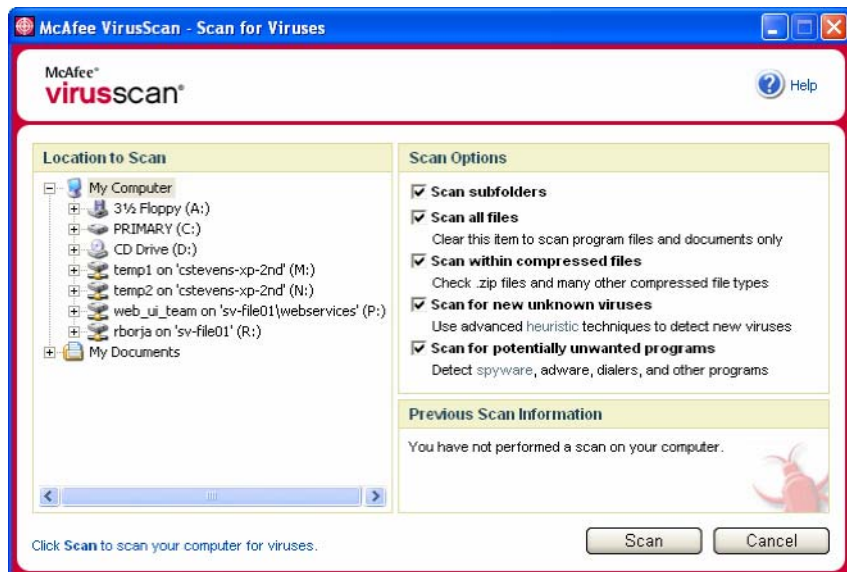 McAfee VirusScan - Scan for Viruses
McAfee®
virusscan®
Help
Location to Scan
My Computer
3½ Floppy (A:)
PRIMARY (C:)
CD Drive (D:)
temp1 on 'cstevens-xp-2nd' (M:)
temp2 on 'cstevens-xp-2nd' (N:)
web_ui_team on 'sv-file01\webservices' (P:)
rborja on 'sv-file01' (R:)
My Documents
Click Scan to scan your computer for viruses.
Scan Options
Scan subfolders
Scan all files
Clear this item to scan program files and documents only
Scan within compressed files
Check .zip files and many other compressed file types
Scan for new unknown viruses
Use advanced heuristic techniques to detect new viruses
Scan for potentially unwanted programs
Detect spyware, adware, dialers, and other programs
Previous Scan Information
You have not performed a scan on your computer.
Scan
Cancel